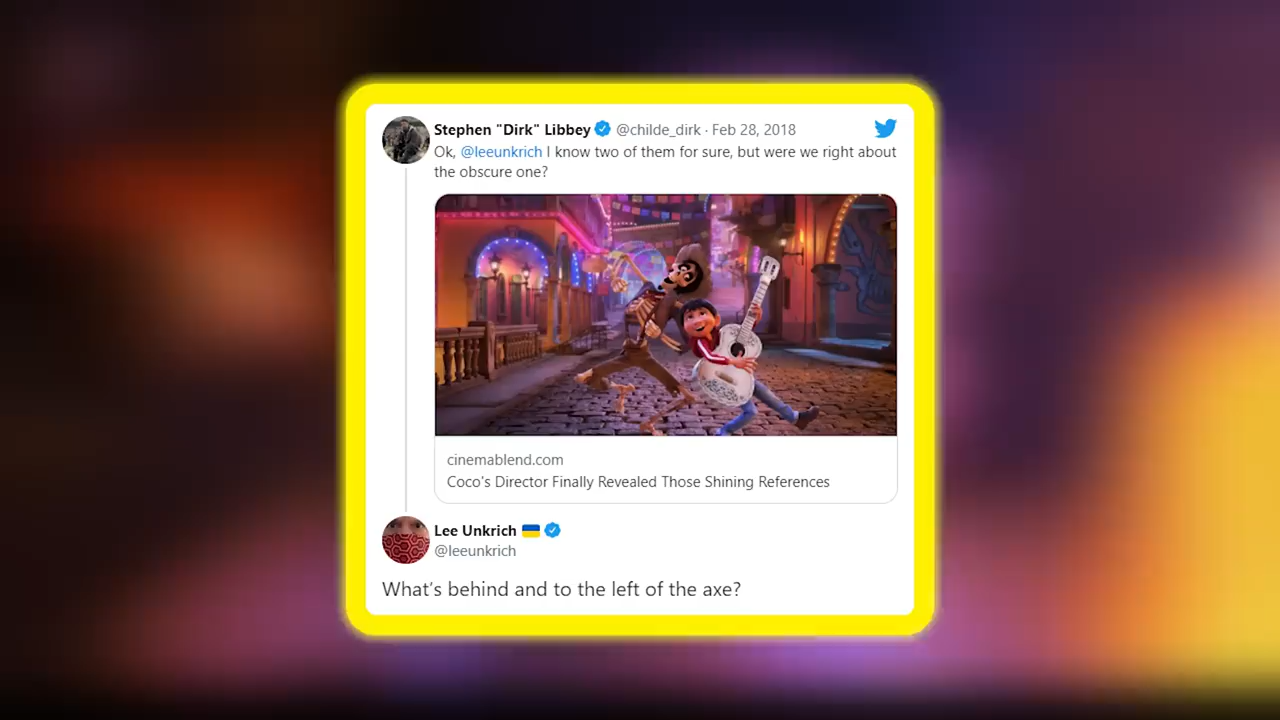 Stephen "Dirk" Libbey @childe_dirk · Feb 28, 2018
Ok, @leeunkrich I know two of them for sure, but were we right about
the obscure one?
cinemablend.com
Coco's Director Finally Revealed Those Shining References
Lee Unkrich
@leeunkrich
What's behind and to the left of the axe?